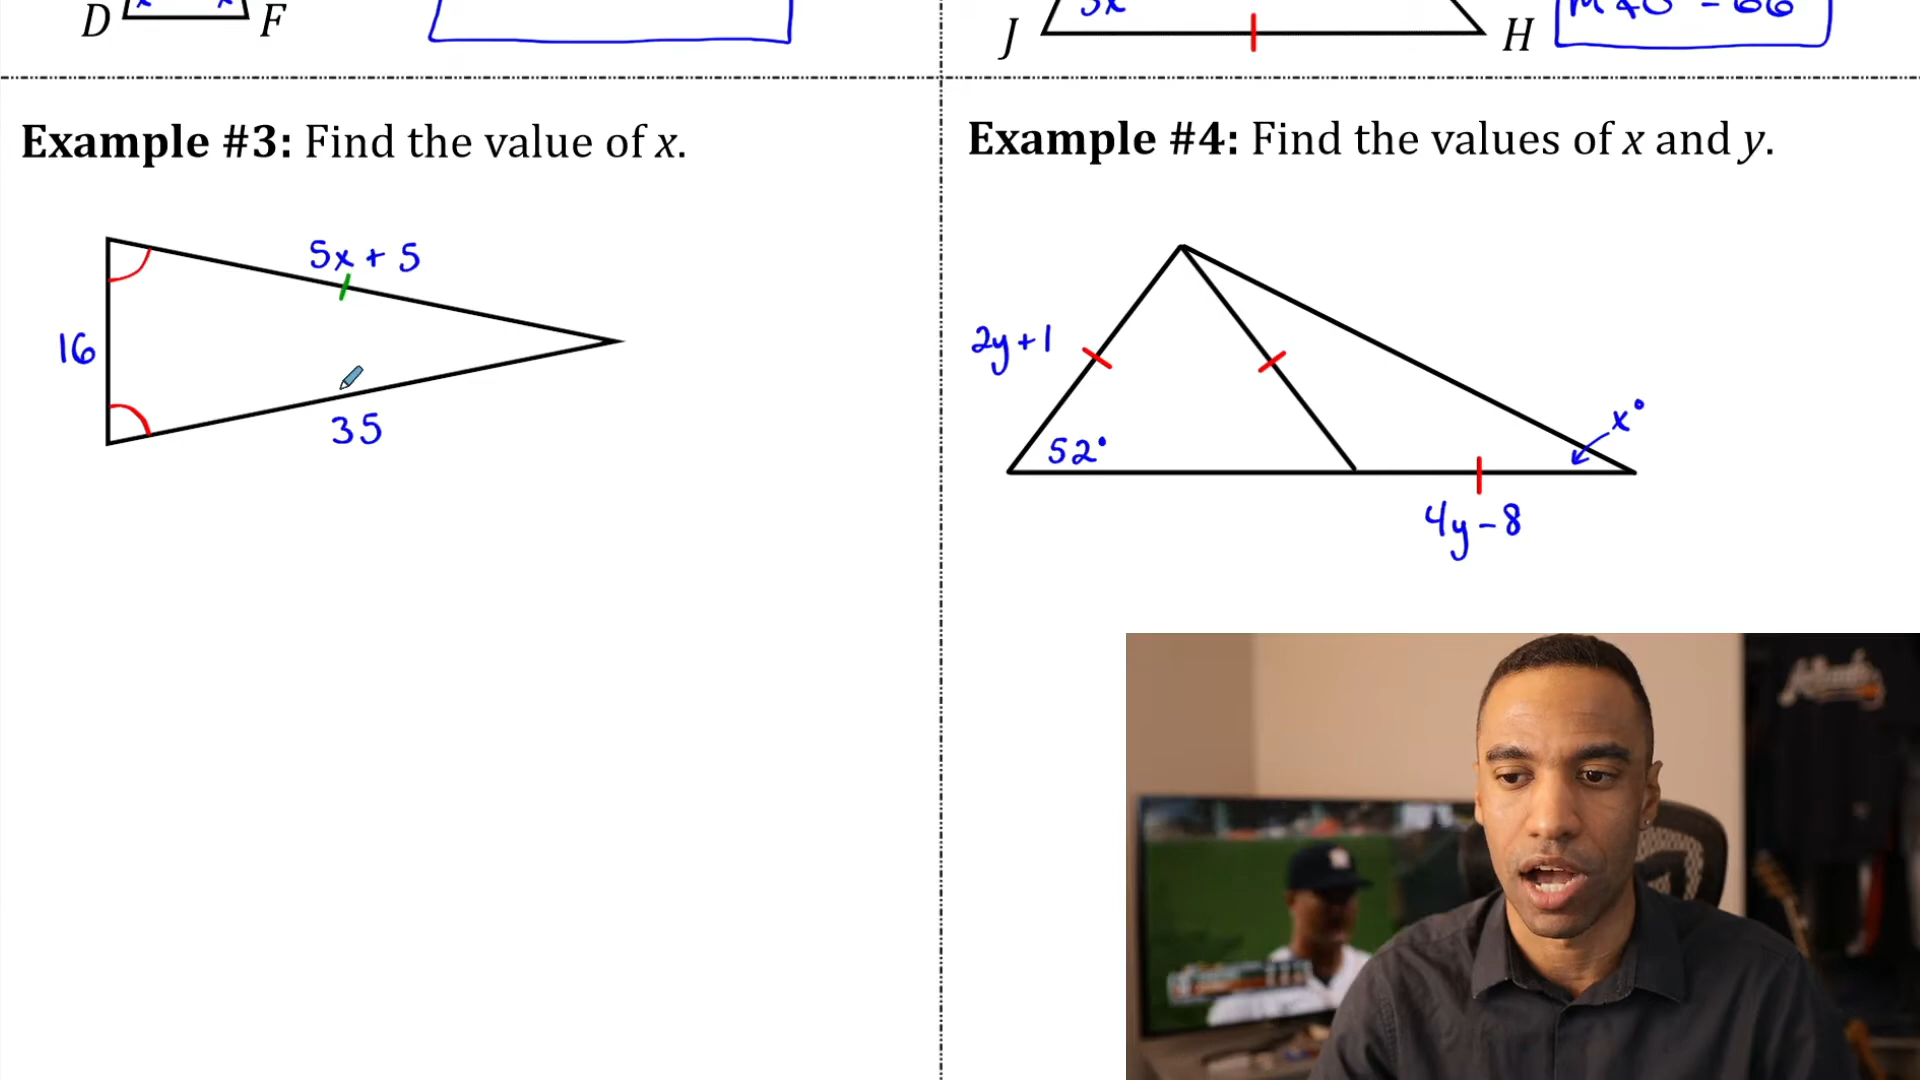 D
F
J
3x
H
Example #3: Find the value of x.
5x + 5
16
35
Example #4: Find the values of x and y.
2y+1
52°
x°
4y-8